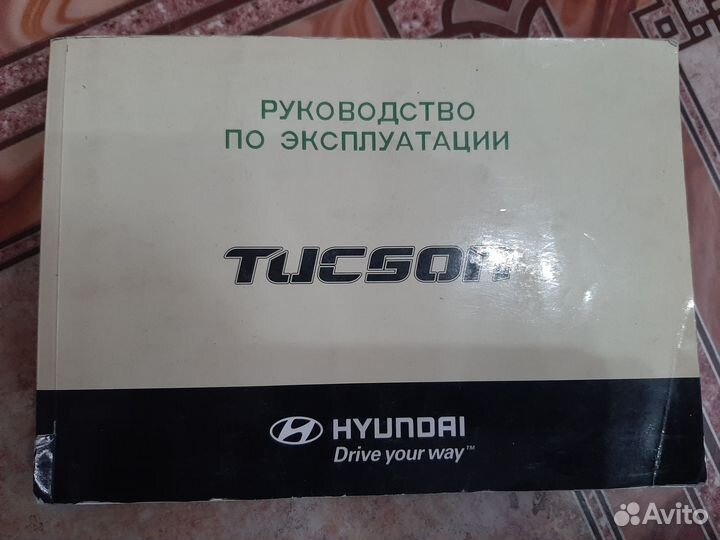 РУКОВОДСТВО
ПО ЭКСПЛУАТАЦИИ
TUCSON
HYUNDAI
Drive your way™
Avito